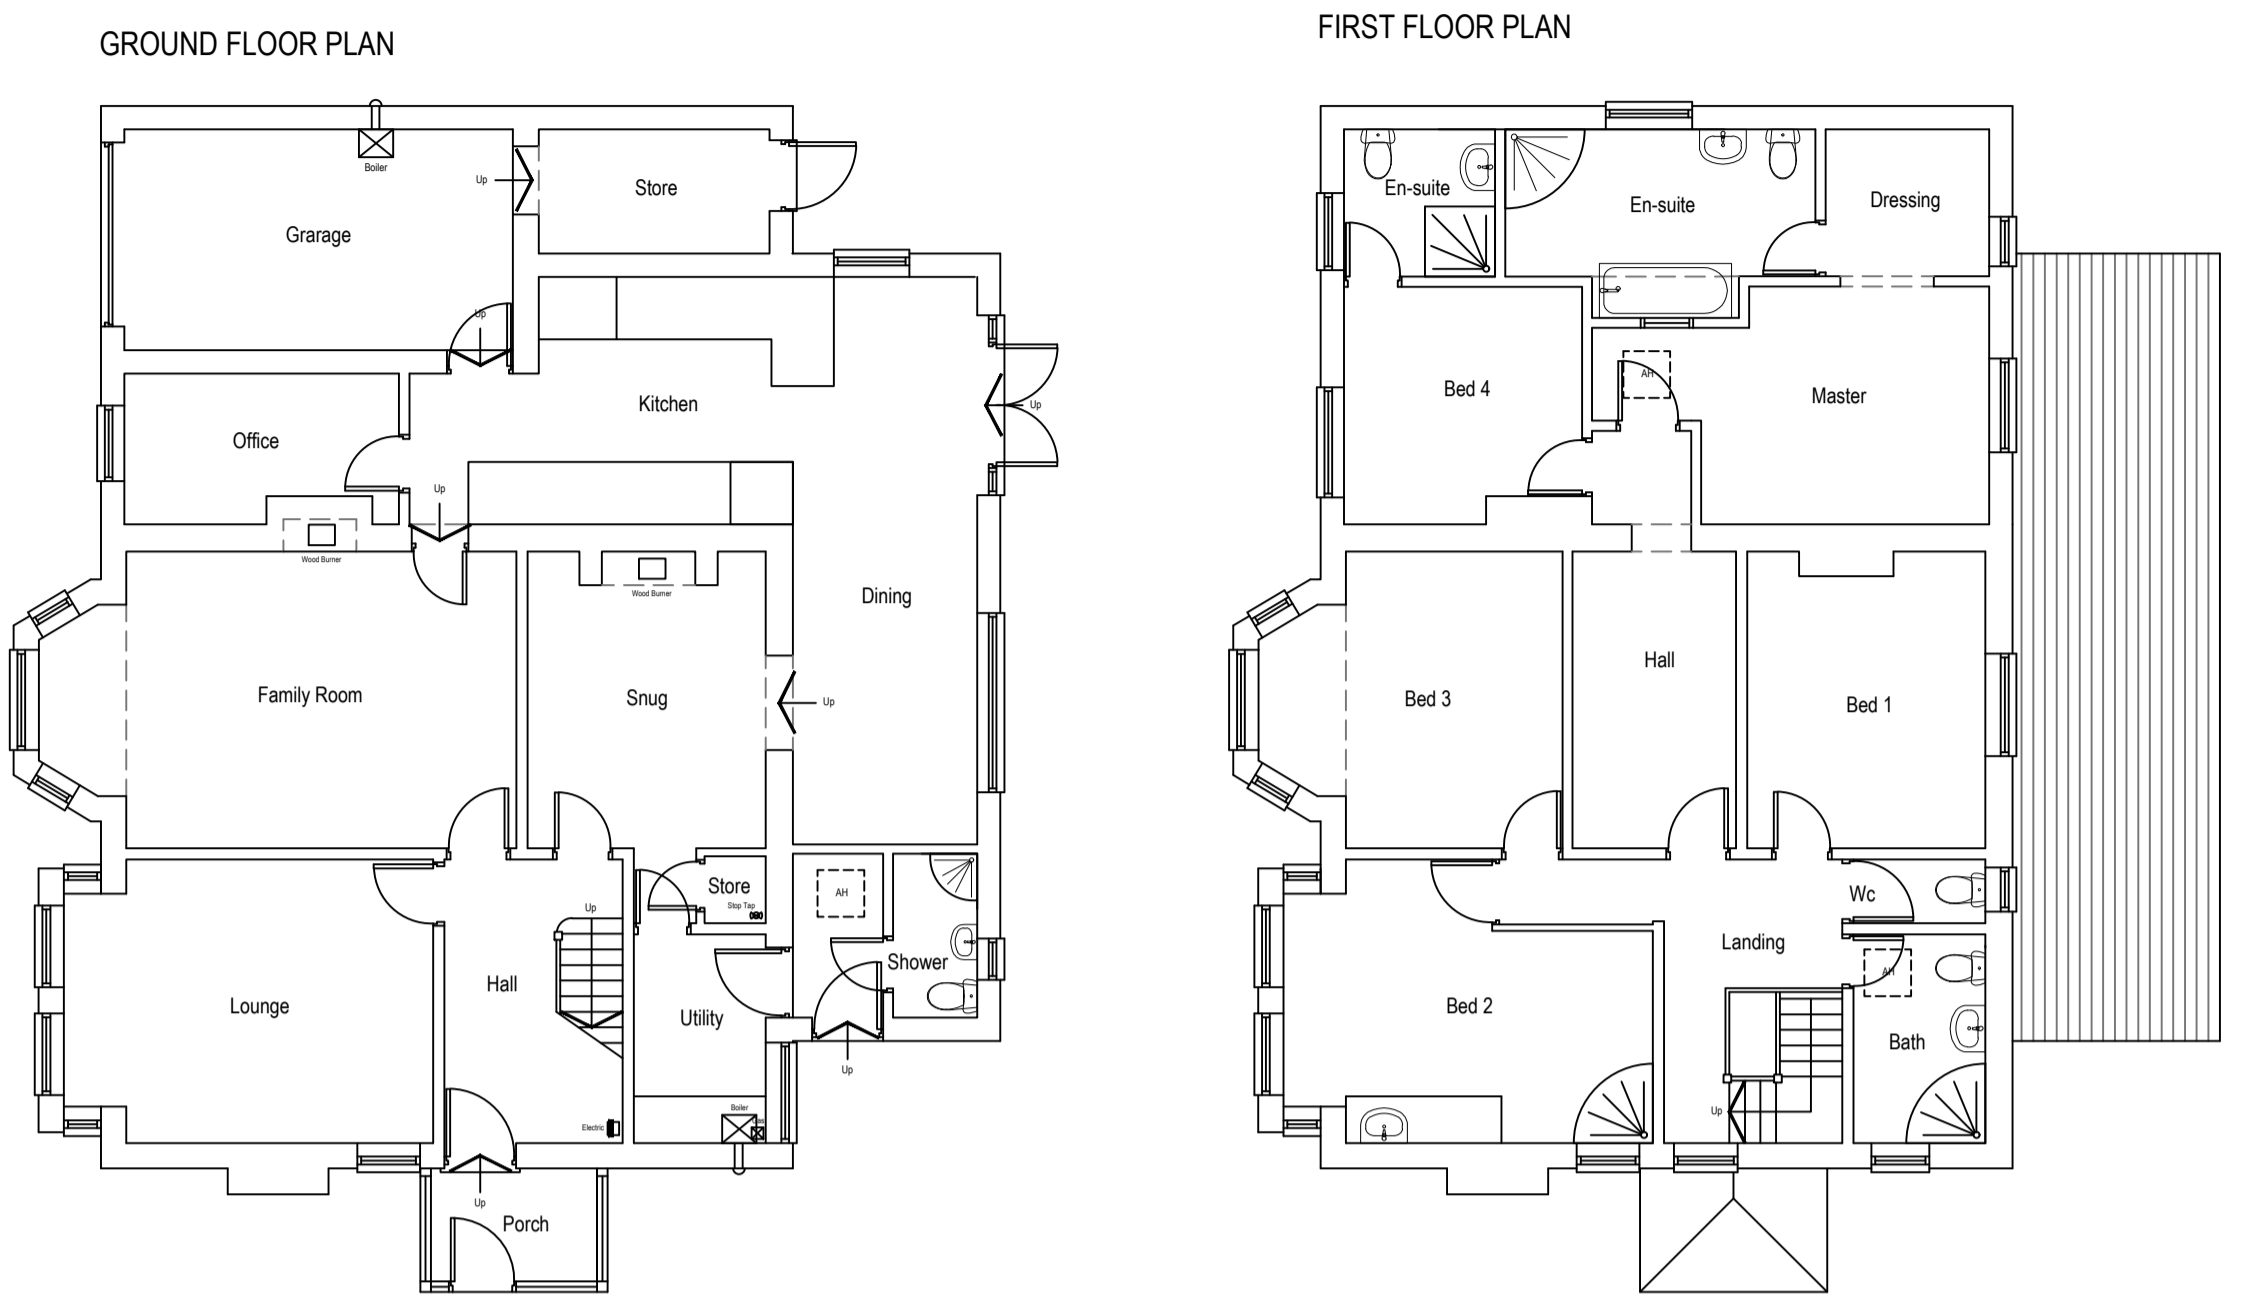 GROUND FLOOR PLAN
Boiler
Up
Store
Grarage
Up
Kitchen
Up
Office
Up
Wood Burner
Wood Burner
Dining
Family Room
Snug
Up
Store
Stop Tap
AH
Up
Shower
Hall
Lounge
Utility
Up
Boiler
Gas
Electric
Up
Porch
FIRST FLOOR PLAN
En-suite
En-suite
Dressing
AH
Bed 4
Master
Hall
Bed 3
Bed 1
Wc
Landing
AH
Bed 2
Bath
Up